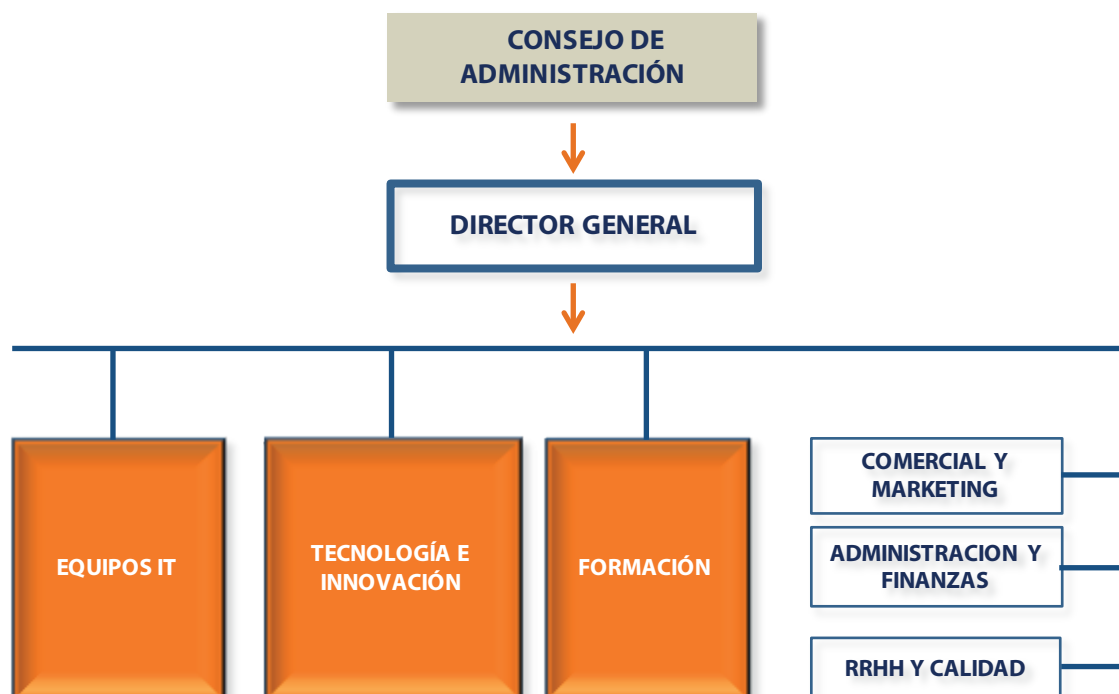 CONSEJO DE
ADMINISTRACIÓN
DIRECTOR GENERAL
EQUIPOS IT
TECNOLOGÍA E
INNOVACIÓN
FORMACIÓN
COMERCIAL Y
MARKETING
ADMINISTRACION Y
FINANZAS
RRHH Y CALIDAD